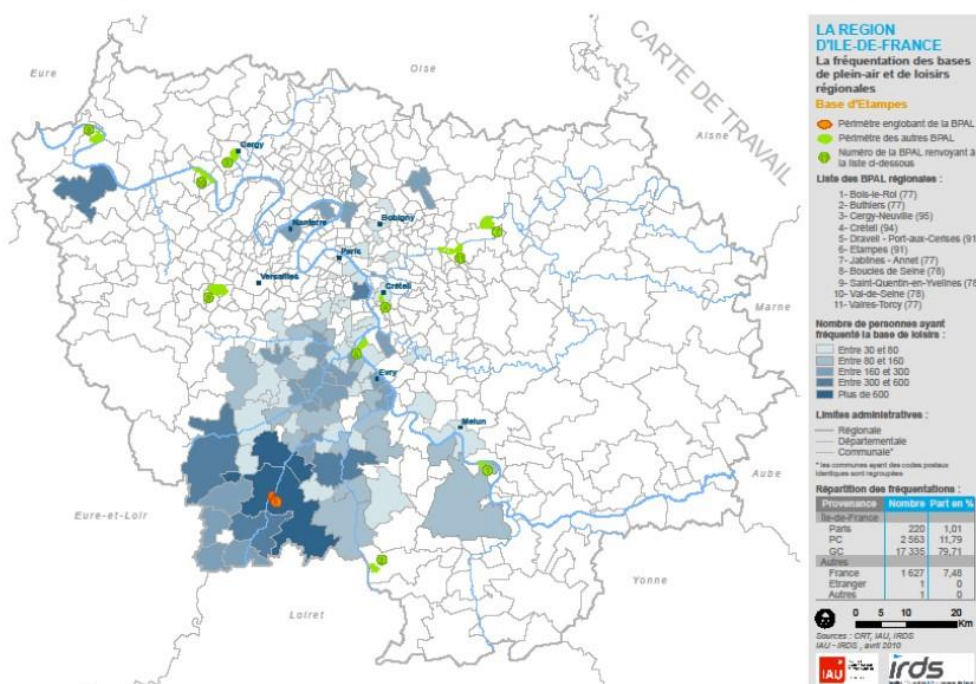 Eure
Oise
CARTE DE TRAVAIL
Aisne
Cergy
Nanterre
Bobigny
Paris
Versailles
Créteil
Marne
Evry
Melun
Aube
Eure-et-Loir
Yonne
Loiret
LA REGION
D'ILE-DE-FRANCE
La fréquentation des bases
de plein-air et de loisirs
régionales
Base d'Etampes
Périmètre englobant de la BPAL
Périmètre des autres BPAL
Numéro de la BPAL renvoyant à
la liste ci-dessous
Liste des BPAL régionales :
1- Bois-le-Roi (77)
2- Buthiers (77)
3- Cergy-Neuville (95)
4- Créteil (94)
5- Draveil - Port-aux-Cerises (91
6- Etampes (91)
7- Jablines - Annet (77)
8- Boucles de Seine (78)
9- Saint-Quentin-en-Yvelines (78
10- Val-de-Seine (78)
11- Vaires-Torcy (77)
Nombre de personnes ayant
fréquenté la base de loisirs :
Entre 30 et 80
Entre 80 et 160
Entre 160 et 300
Entre 300 et 600
Plus de 600
Limites administratives :
Régionale
Départementale
Communale*
* les communes ayant des codes postaux
identiques sont regroupées
Répartition des fréquentations :
Provenance Nombre Part en %
Ile-de-France
Paris 220 1,01
PC 2 563 11,79
GC 17 335 79,71
Autres
France 1 627 7,48
Etranger 1 0
Autres 1 0
0 5 10 20
Km
Sources : CRT, IAU, IRDS
IAU - IRDS , avril 2010
IAU
irds